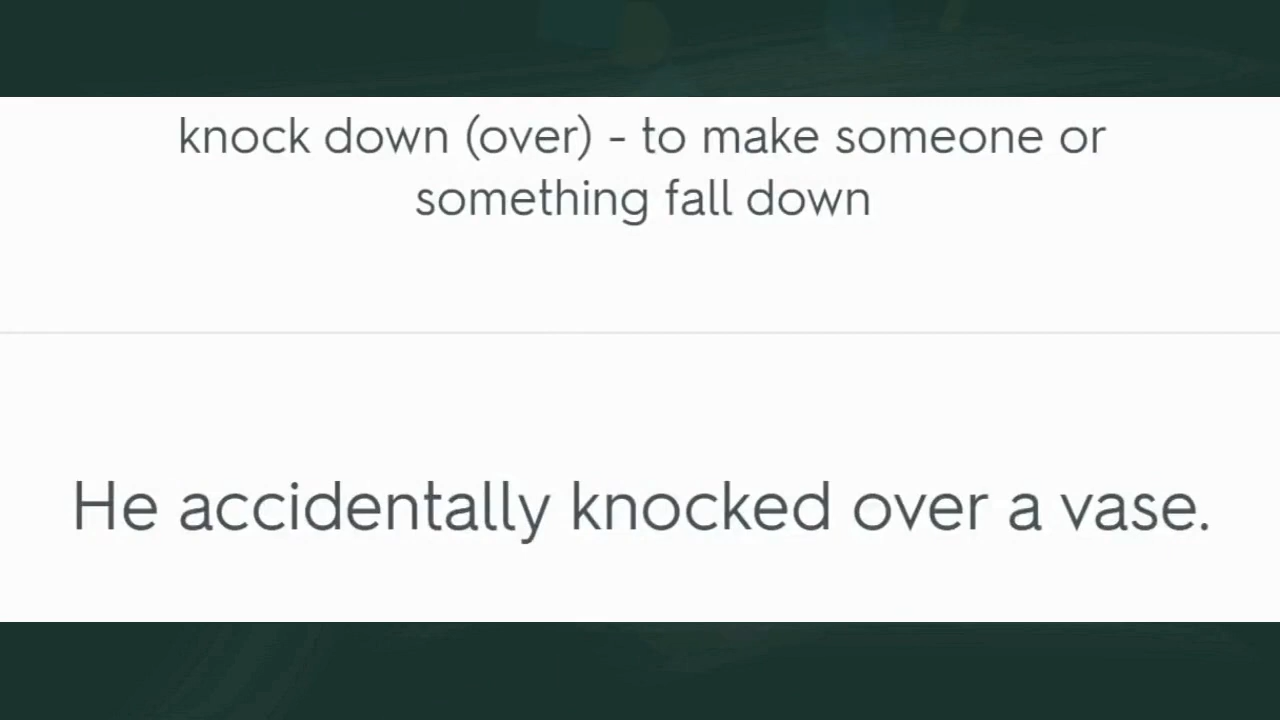 knock down (over) - to make someone or
something fall down
He accidentally knocked over a vase.